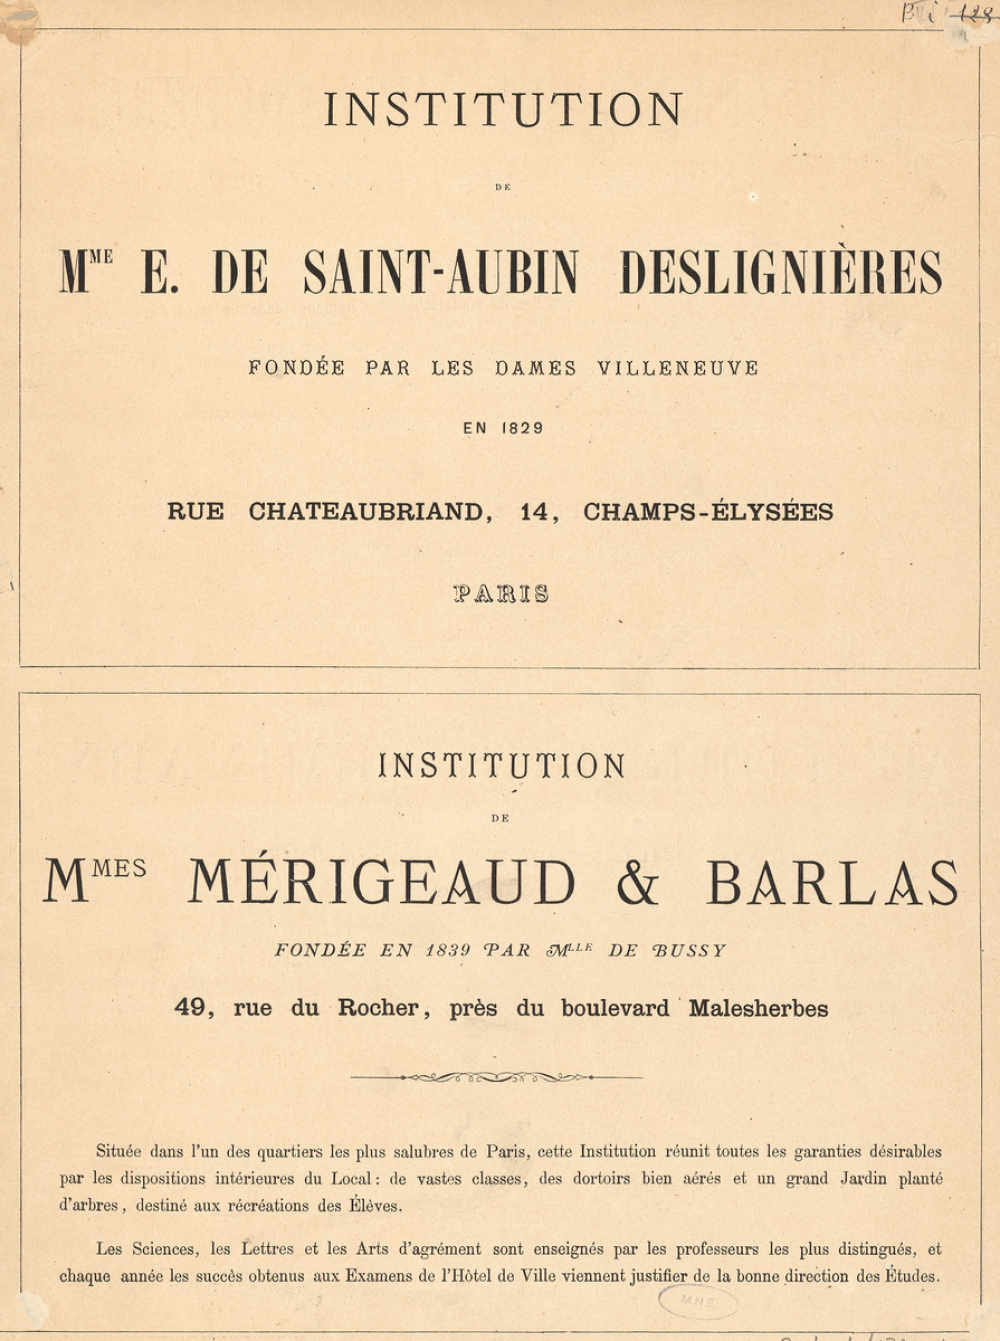 INSTITUTION
DE
MME E. DE SAINT-AUBIN DESLIGNIÈRES
FONDÉE PAR LES DAMES VILLENEUVE
EN 1829
RUE CHATEAUBRIAND, 14, CHAMPS-ÉLYSÉES
PARIS
INSTITUTION
DE
MMES MÉRIGEAUD & BARLAS
FONDÉE EN 1839 PAR MLLE DE BUSSY
49, rue du Rocher, près du boulevard Malesherbes
Située dans l'un des quartiers les plus salubres de Paris, cette Institution réunit toutes les garanties désirables
par les dispositions intérieures du Local : de vastes classes, des dortoirs bien aérés et un grand Jardin planté
d'arbres, destiné aux récréations des Élèves.
Les Sciences, les Lettres et les Arts d'agrément sont enseignés par les professeurs les plus distingués, et
chaque année les succès obtenus aux Examens de l'Hôtel de Ville viennent justifier de la bonne direction des Études.
M.N.E.